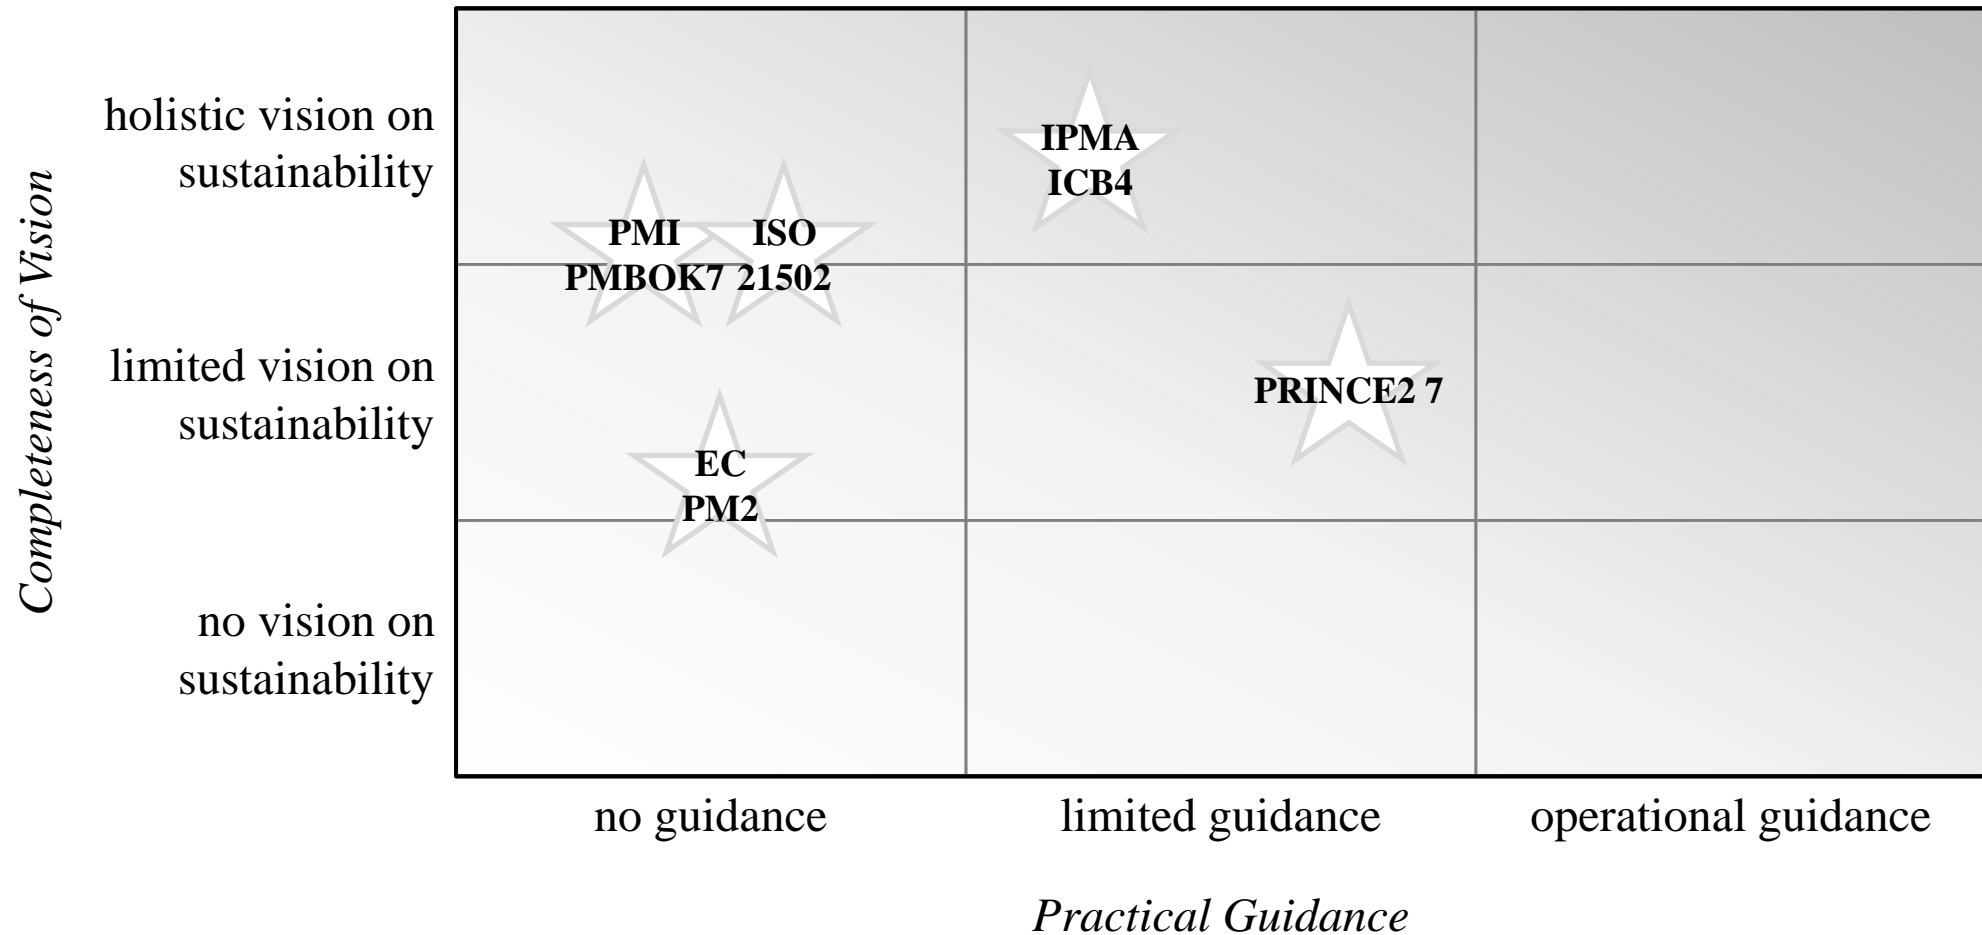 Completeness of Vision
holistic vision on
sustainability
limited vision on
sustainability
no vision on
sustainability
IPMA
ICB4
PMI
PMBOK7
ISO
21502
PRINCE2 7
EC
PM2
no guidance
limited guidance
operational guidance
Practical Guidance